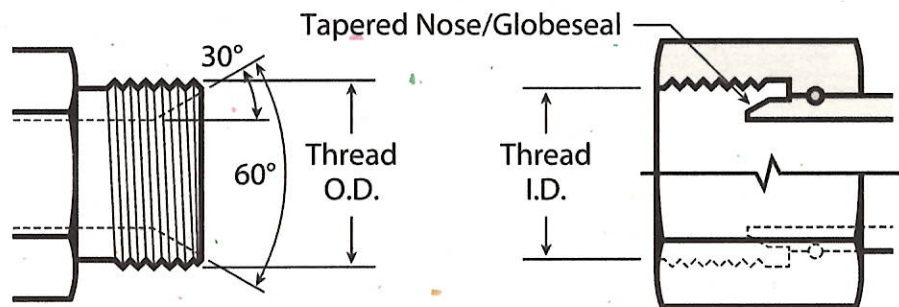 Tapered Nose/Globeseal
30°
60°
Thread
O.D.
Thread
I.D.